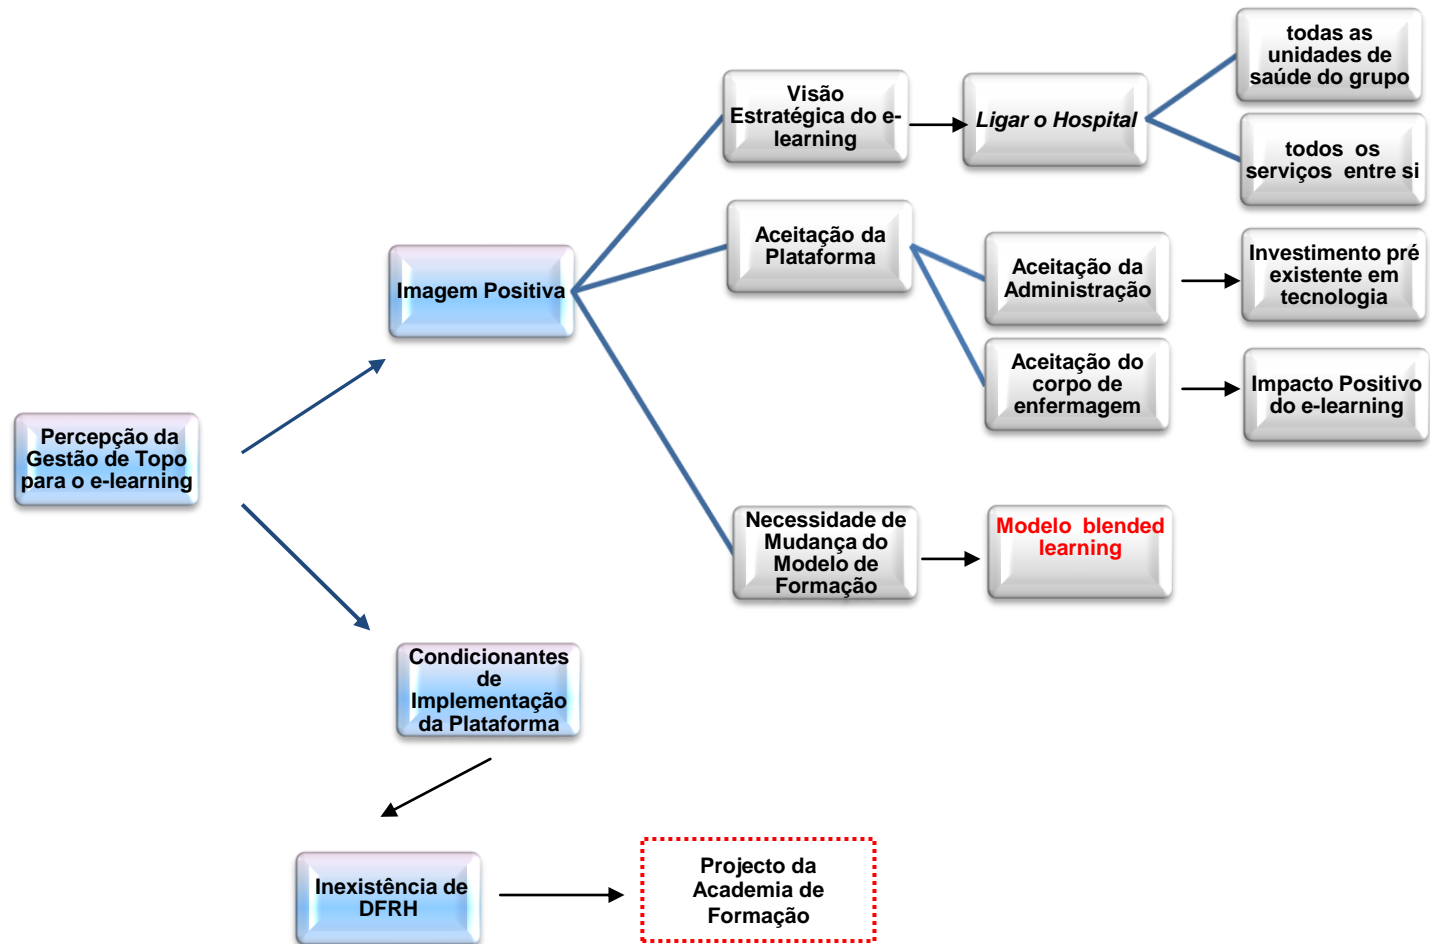 todas as
unidades de
saúde do grupo
Visão
Estratégica do e-
learning
Ligar o Hospital
todos os
serviços entre si
Aceitação da
Plataforma
Imagem Positiva
Aceitação da
Administração
Investimento pré
existente em
tecnologia
Aceitação do
corpo de
enfermagem
Impacto Positivo
do e-learning
Percepção da
Gestão de Topo
para o e-learning
Necessidade de
Mudança do
Modelo de
Formação
Modelo blended
learning
Condicionantes
de
Implementação
da Plataforma
Inexistência de
DFRH
Projecto da
Academia de
Formação